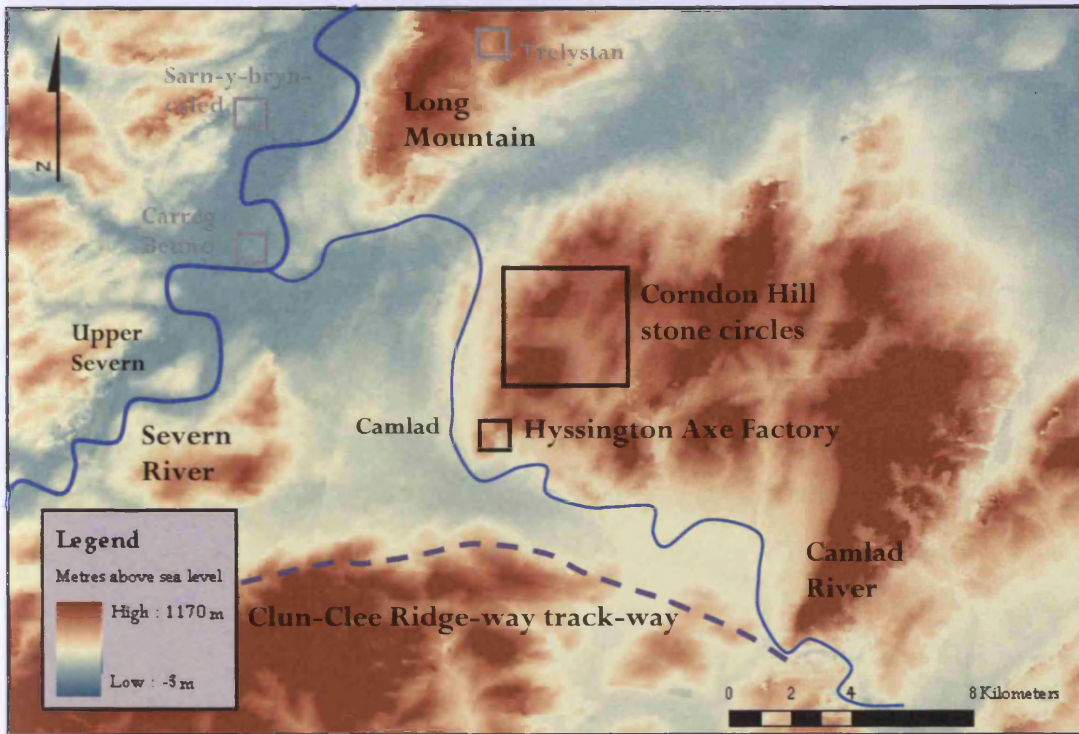 Trelystan
Sarn-y-bryn-
caled
Long
Mountain
N
Carreg
Beuno
Corndon Hill
stone circles
Upper
Severn
Camlad
Hyssington Axe Factory
Severn
River
Legend
Metres above sea level
High : 1170 m
Low : -3 m
Clun-Clee Ridge-way track-way
Camlad
River
0 2 4 8 Kilometers